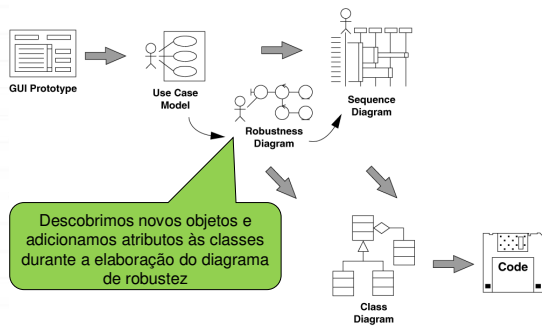 GUI Prototype
Use Case
Model
Sequence
Diagram
Robustness
Diagram
Descobrimos novos objetos e
adicionamos atributos às classes
durante a elaboração do diagrama
de robustez
Code
Class
Diagram